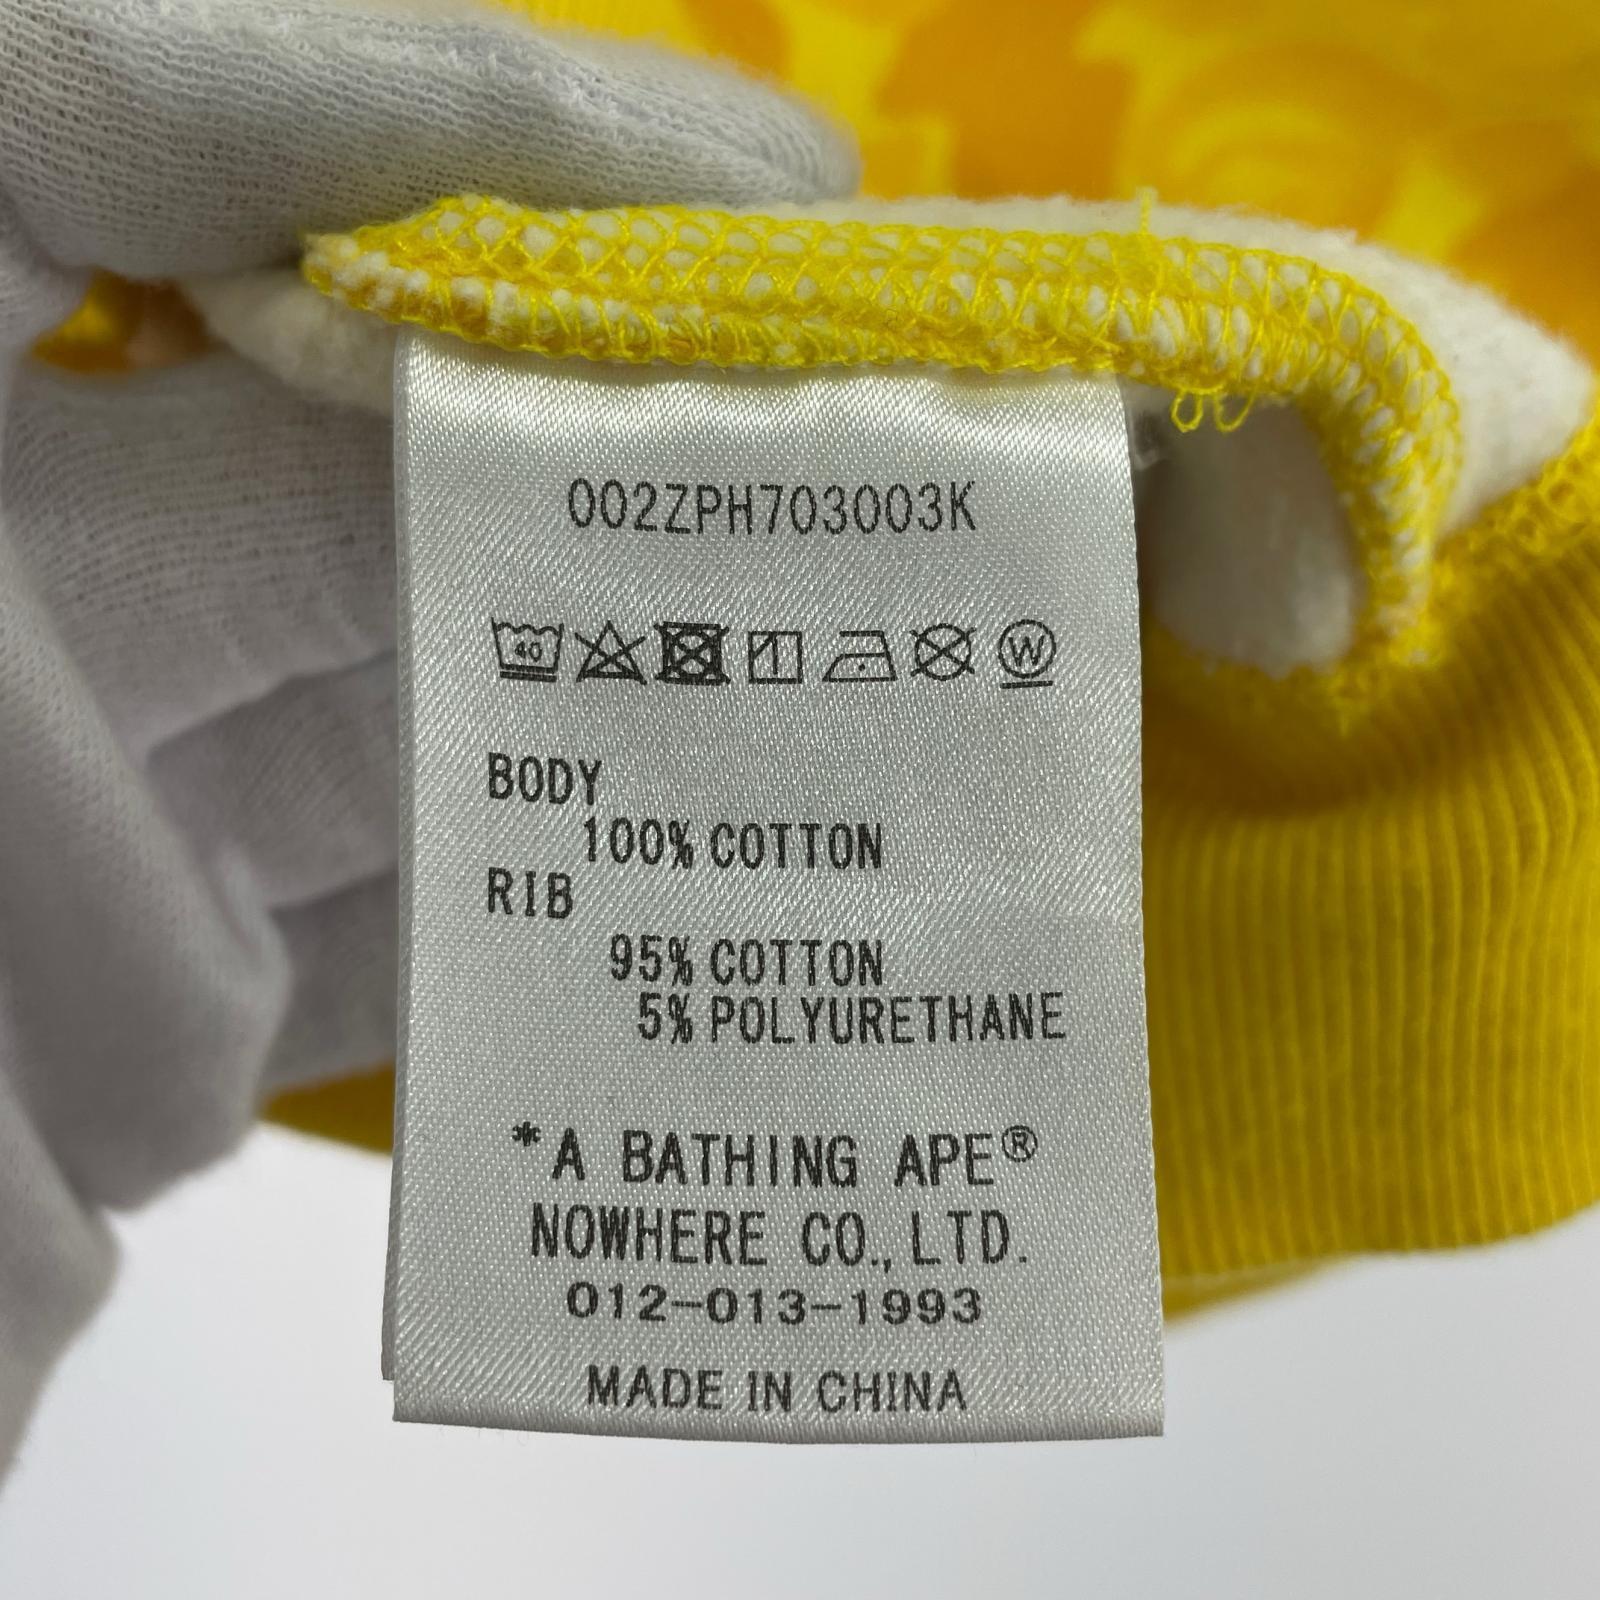 002ZPH703003K
40 W
BODY
100% COTTON
RIB
95% COTTON
5% POLYURETHANE
*A BATHING APE®
NOWHERE CO., LTD.
012-013-1993
MADE IN CHINA